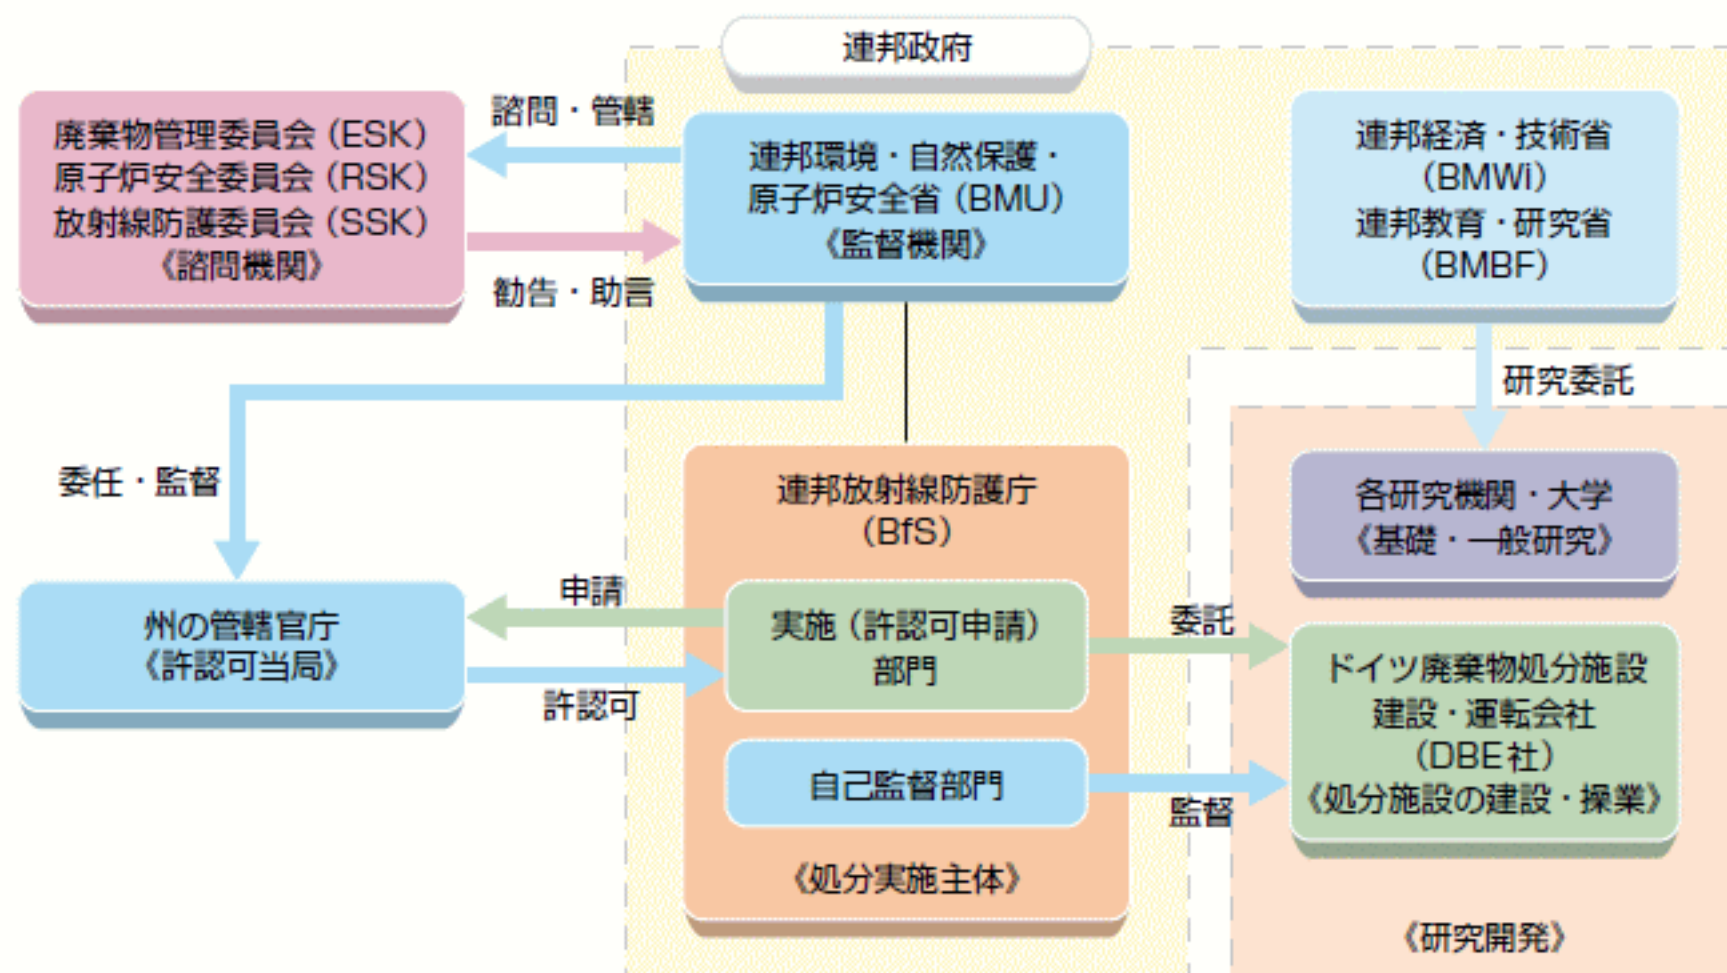 連邦政府
廃棄物管理委員会（ESK）
原子炉安全委員会（RSK）
放射線防護委員会（SSK）
《諮問機関》
諮問・管轄
勧告・助言
連邦環境・自然保護・
原子炉安全省（BMU）
《監督機関》
連邦経済・技術省
（BMWi）
連邦教育・研究省
（BMBF）
研究委託
委任・監督
連邦放射線防護庁
（BfS）
各研究機関・大学
《基礎・一般研究》
州の管轄官庁
《許認可当局》
申請
許認可
実施（許認可申請）
部門
委託
ドイツ廃棄物処分施設
建設・運転会社
（DBE社）
《処分施設の建設・操業》
自己監督部門
監督
《処分実施主体》
《研究開発》